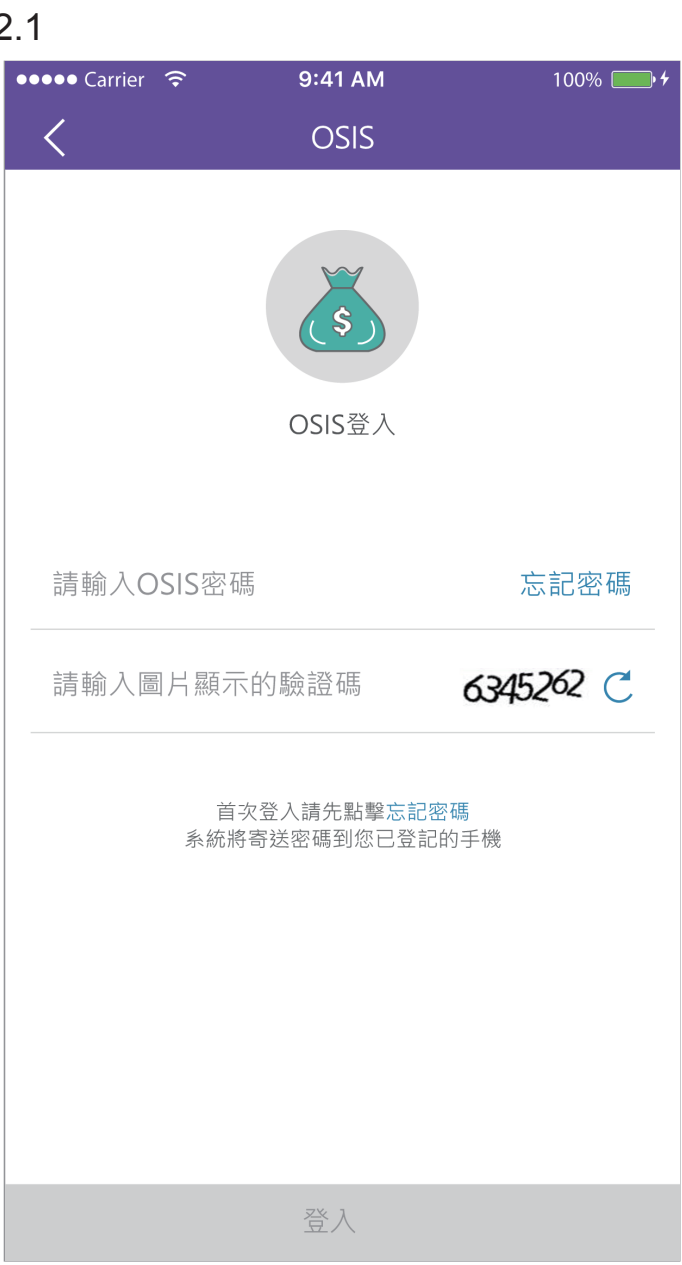 2.1
Carrier 9:41 AM 100%
OSIS
$
OSIS登入
請輸入OSIS密碼 忘記密碼
請輸入圖片顯示的驗證碼 6345262
首次登入請先點擊忘記密碼
系統將寄送密碼到您已登記的手機
登入